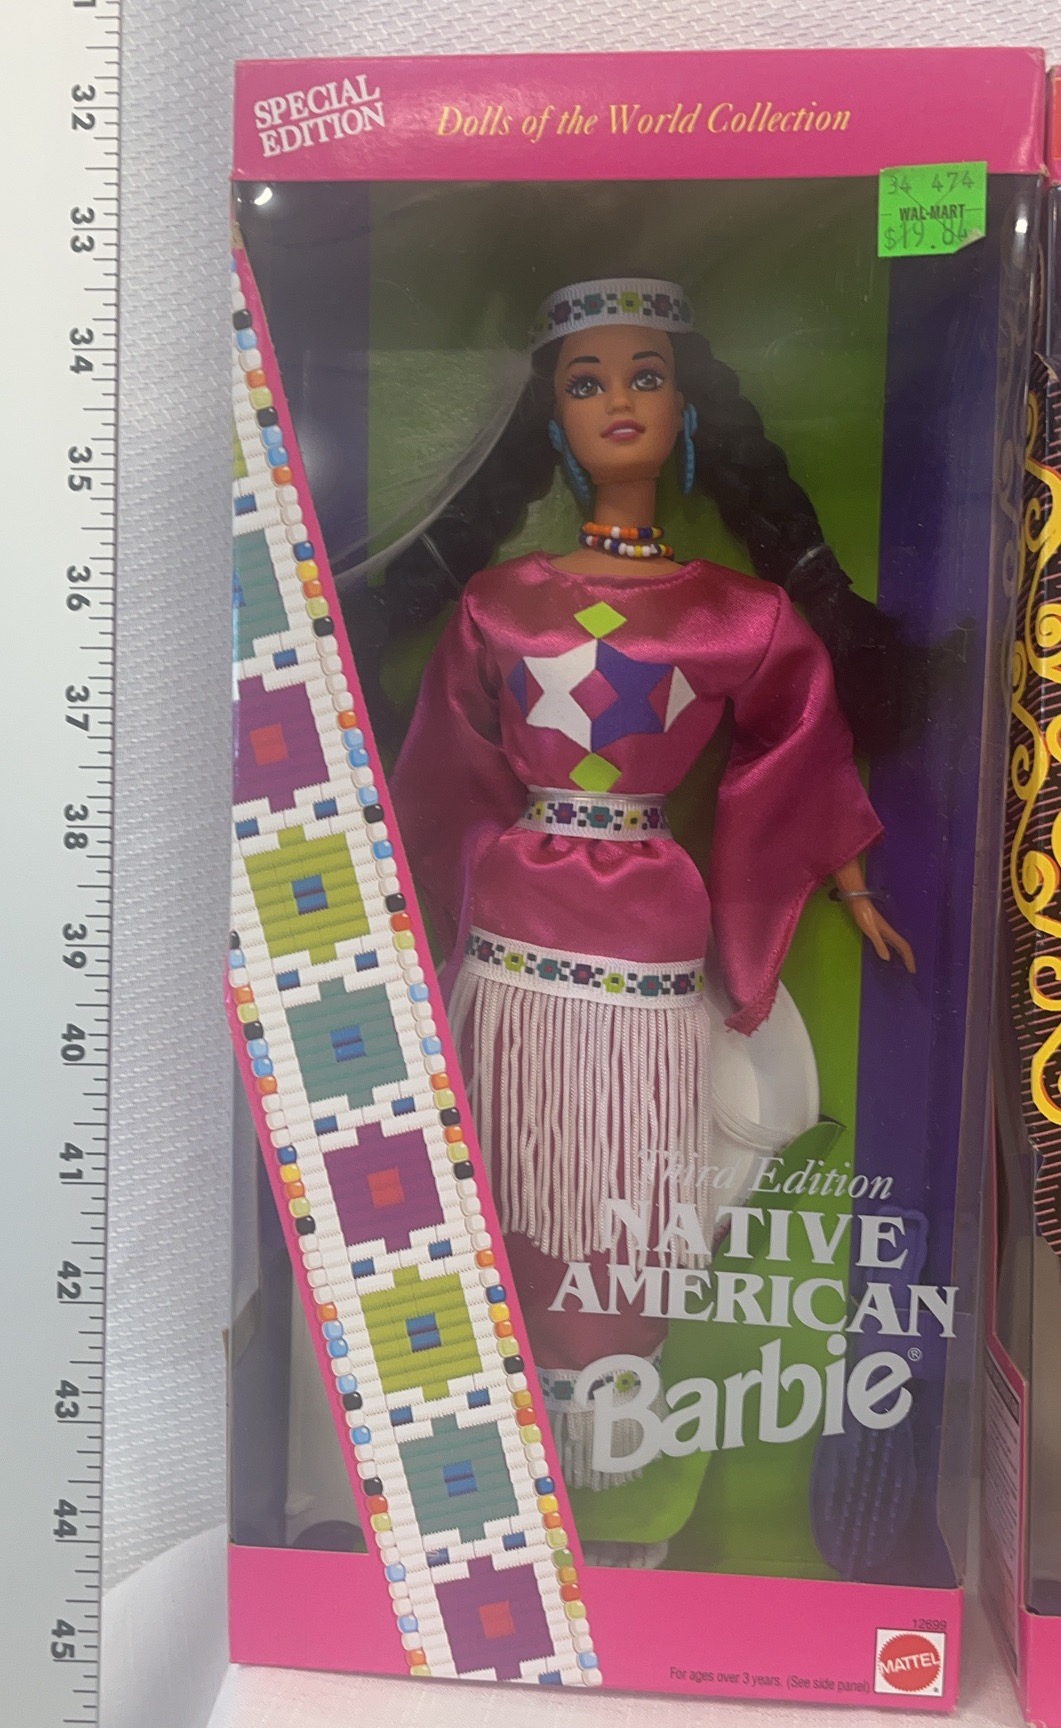 SPECIAL
EDITION
Dolls of the World Collection
34 474
WAL-MART
$19.84
32
33
34
35
36
37
38
39
40
41
42
43
44
45
Third Edition
NATIVE
AMERICAN
Barbie®
12699
MATTEL
For ages over 3 years. (See side panel)